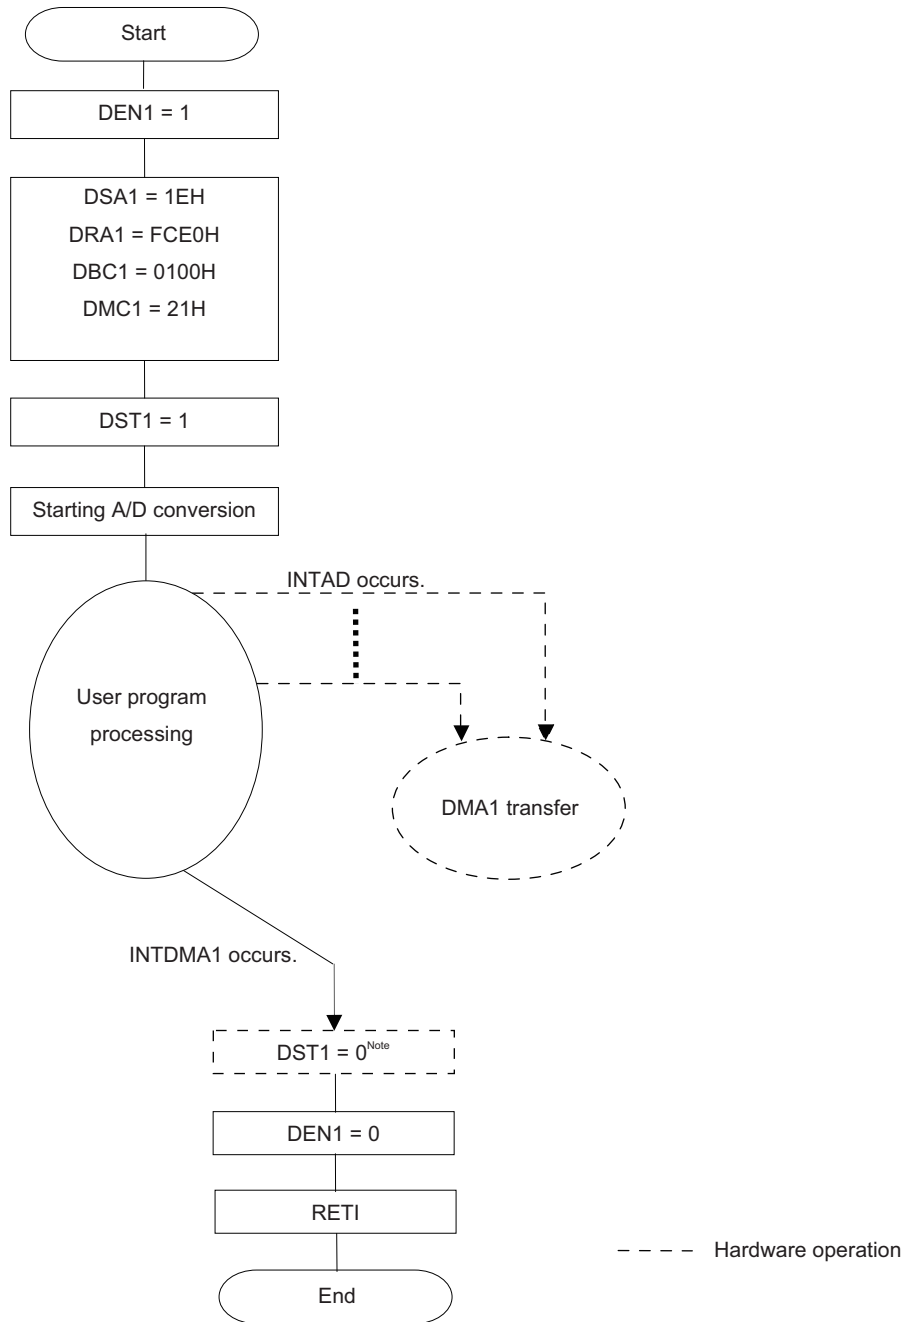 Start
DEN1 = 1
DSA1 = 1EH
DRA1 = FCE0H
DBC1 = 0100H
DMC1 = 21H
DST1 = 1
Starting A/D conversion
INTAD occurs.
User program
processing
DMA1 transfer
INTDMA1 occurs.
DST1 = 0Note
DEN1 = 0
RETI
Hardware operation
End